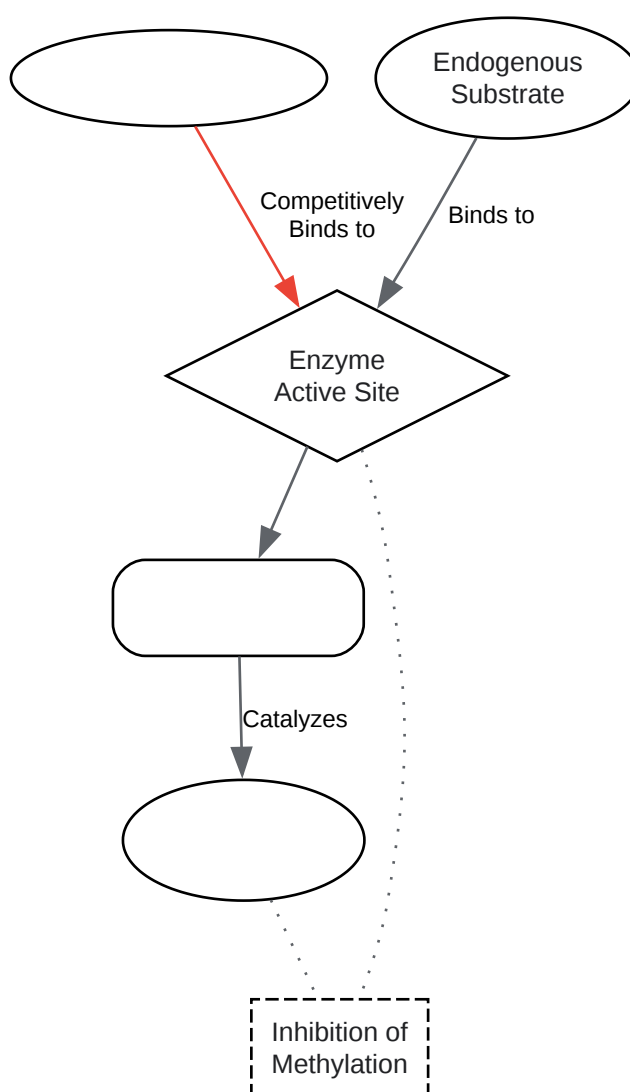 Endogenous
Substrate
Competitively
Binds to
Binds to
Enzyme
Active Site
Catalyzes
Inhibition of
Methylation